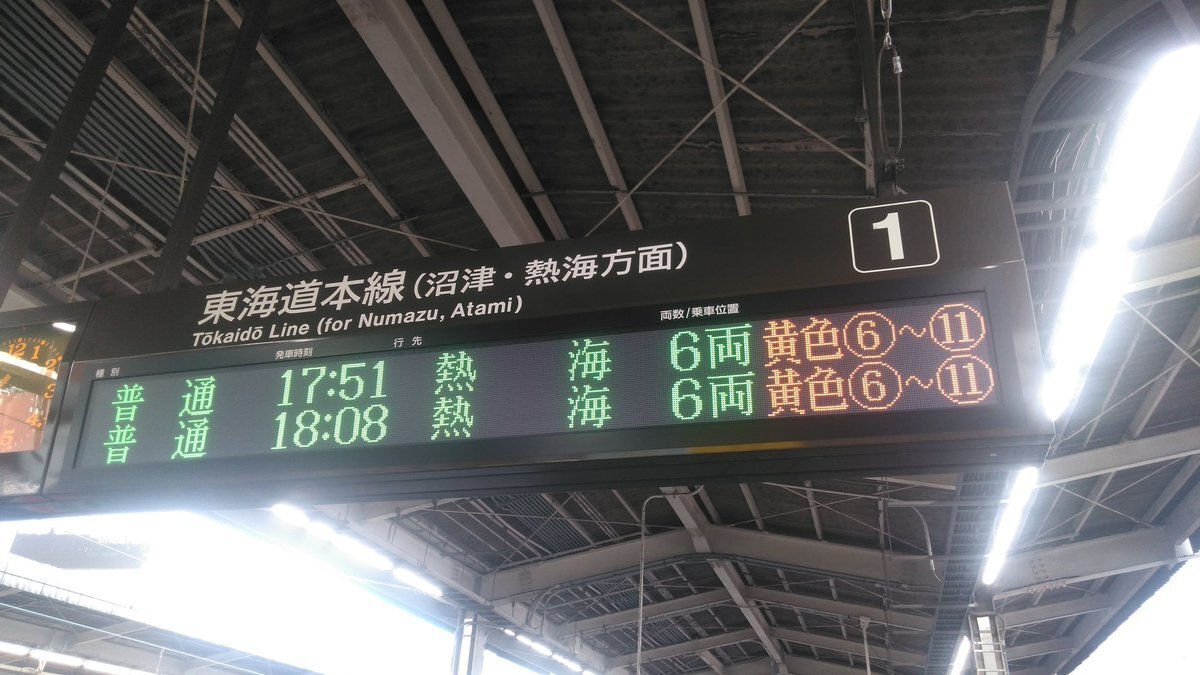 1
東海道本線(沼津・熱海方面)
Tōkaidō Line (for Numazu, Atami)
種別 発車時刻 行先 両数/乗車位置
普通 17:51 熱海 6両 黄色⑥~⑪
普通 18:08 熱海 6両 黄色⑥~⑪